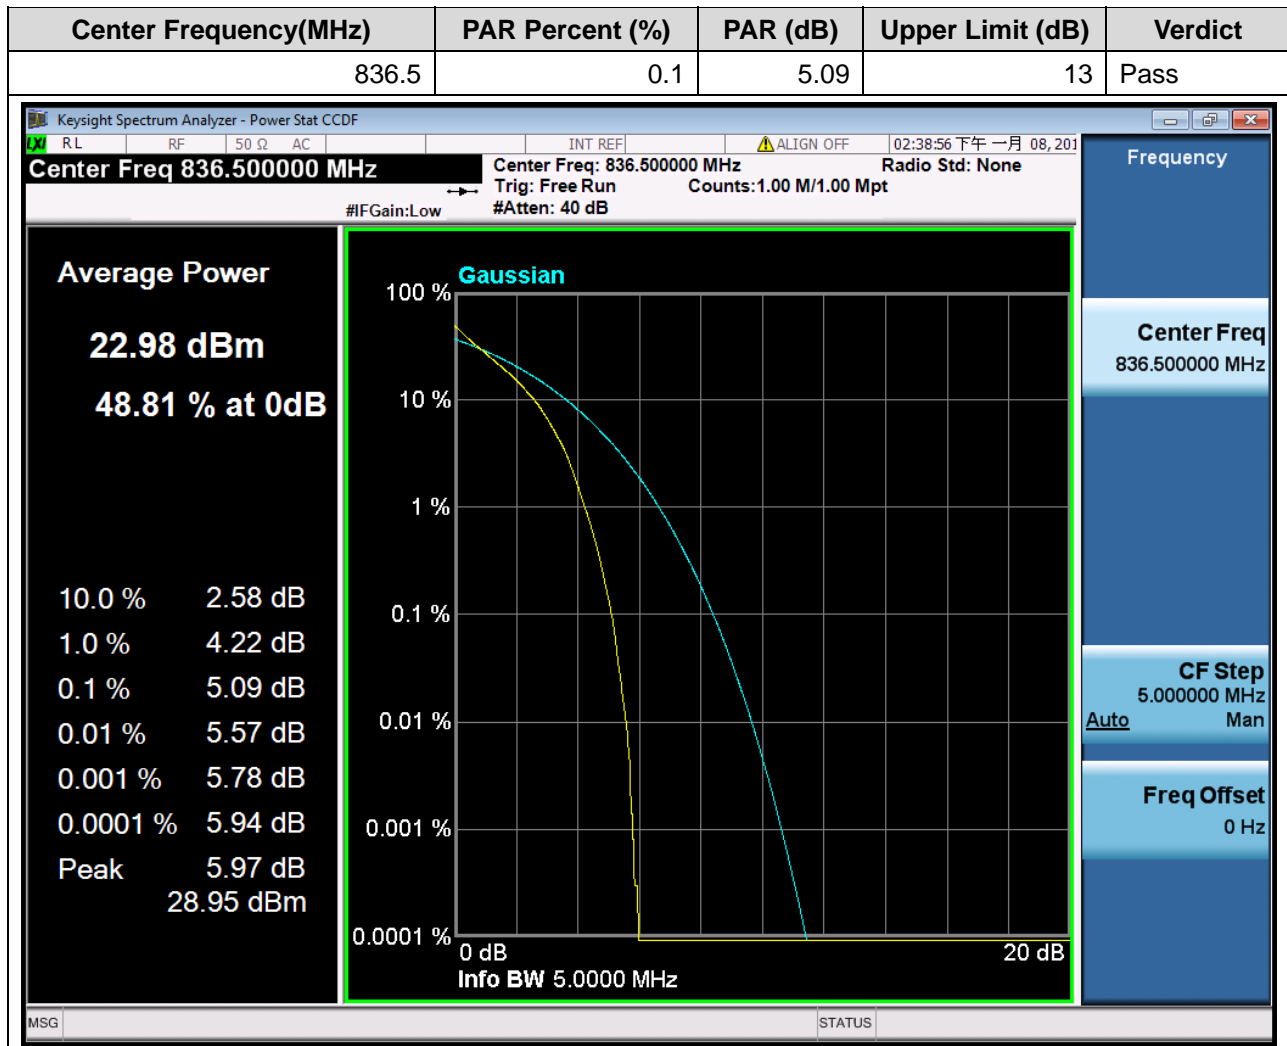 Center Frequency(MHz) PAR Percent (%) PAR (dB) Upper Limit (dB) Verdict
836.5 0.1 5.09 13 Pass
Keysight Spectrum Analyzer - Power Stat CCDF
LXI RL RF 50 Ω AC INT REF ALIGN OFF 02:38:56 下午 一月 08, 201
Center Freq 836.500000 MHz
Center Freq: 836.500000 MHz Radio Std: None
Trig: Free Run Counts:1.00 M/1.00 Mpt
#IFGain:Low #Atten: 40 dB
Frequency
Average Power
22.98 dBm
48.81 % at 0dB
10.0 % 2.58 dB
1.0 % 4.22 dB
0.1 % 5.09 dB
0.01 % 5.57 dB
0.001 % 5.78 dB
0.0001 % 5.94 dB
Peak 5.97 dB
28.95 dBm
Gaussian
100 %
10 %
1 %
0.1 %
0.01 %
0.001 %
0.0001 %
0 dB 20 dB
Info BW 5.0000 MHz
Center Freq
836.500000 MHz
CF Step
5.000000 MHz
Auto Man
Freq Offset
0 Hz
MSG STATUS